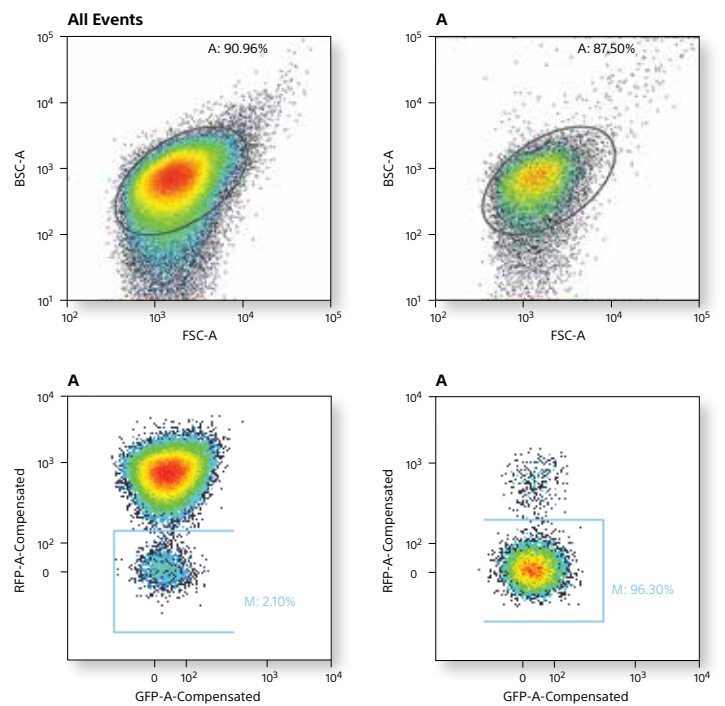 All Events
A: 90.96%
10⁵
10⁴
10³
10²
10¹
BSC-A
10² 10³ 10⁴ 10⁵
FSC-A
A
A: 87.50%
10⁵
10⁴
10³
10²
10¹
BSC-A
10² 10³ 10⁴ 10⁵
FSC-A
A
10⁴
10³
10²
0
RFP-A-Compensated
M: 2.10%
0 10² 10³ 10⁴
GFP-A-Compensated
A
10⁴
10³
10²
0
RFP-A-Compensated
M: 96.30%
0 10² 10³ 10⁴
GFP-A-Compensated